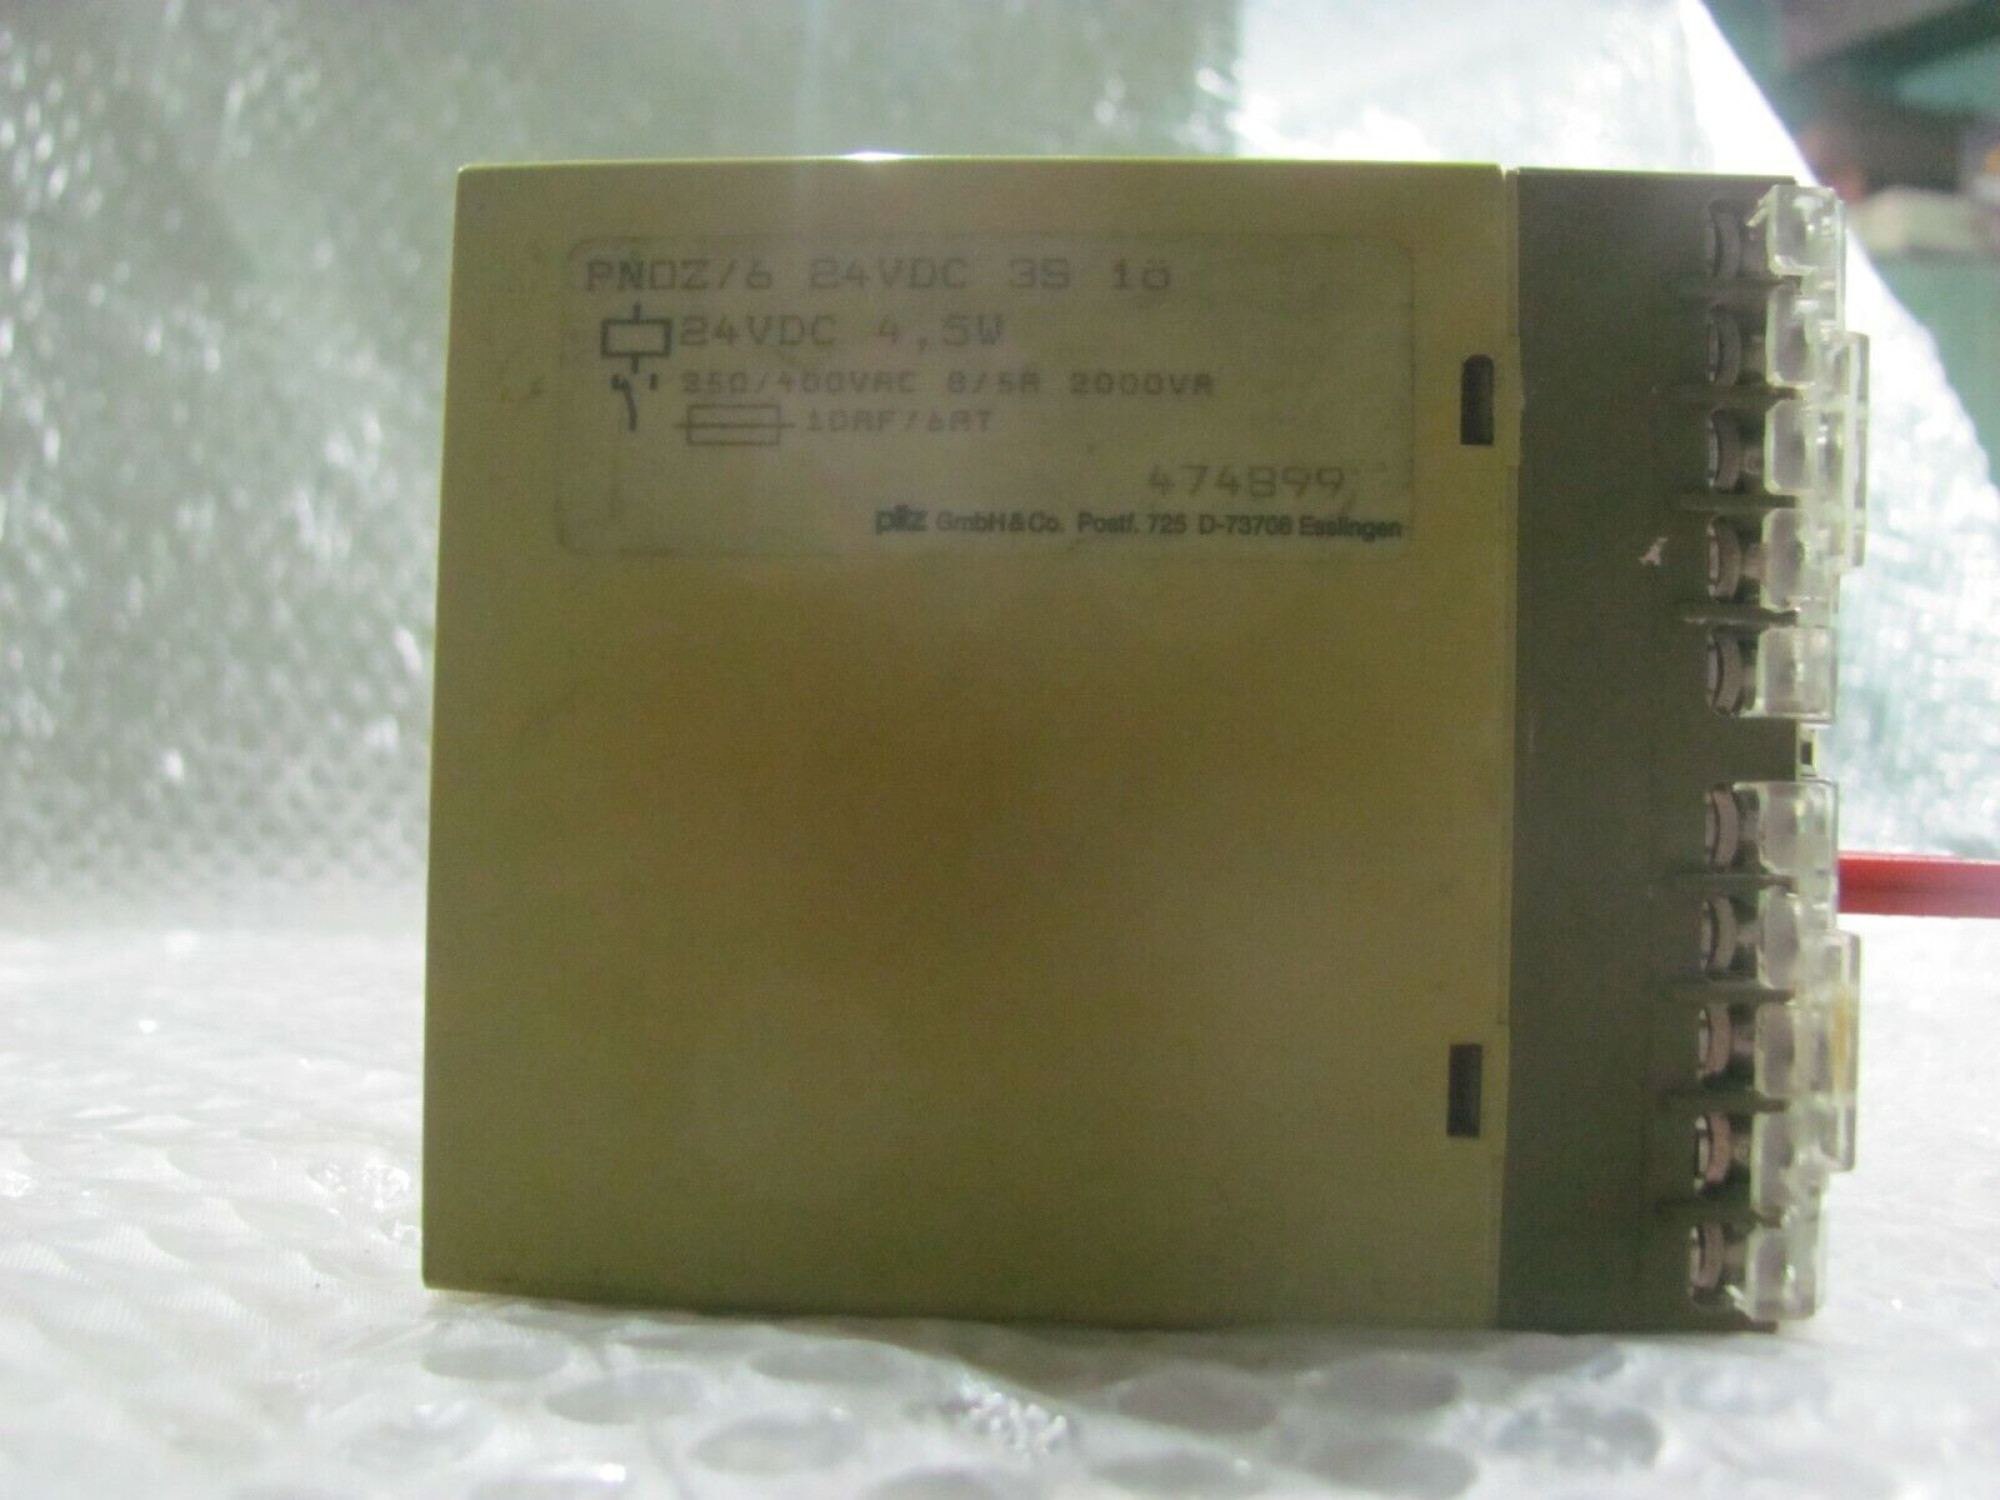 PNOZ/6 24VDC 3S 1ö
24VDC 4,5W
250/400VAC 8/5A 2000VA
10AF/6AT
474899
pilz GmbH&Co. Postf. 725 D-73708 Esslingen